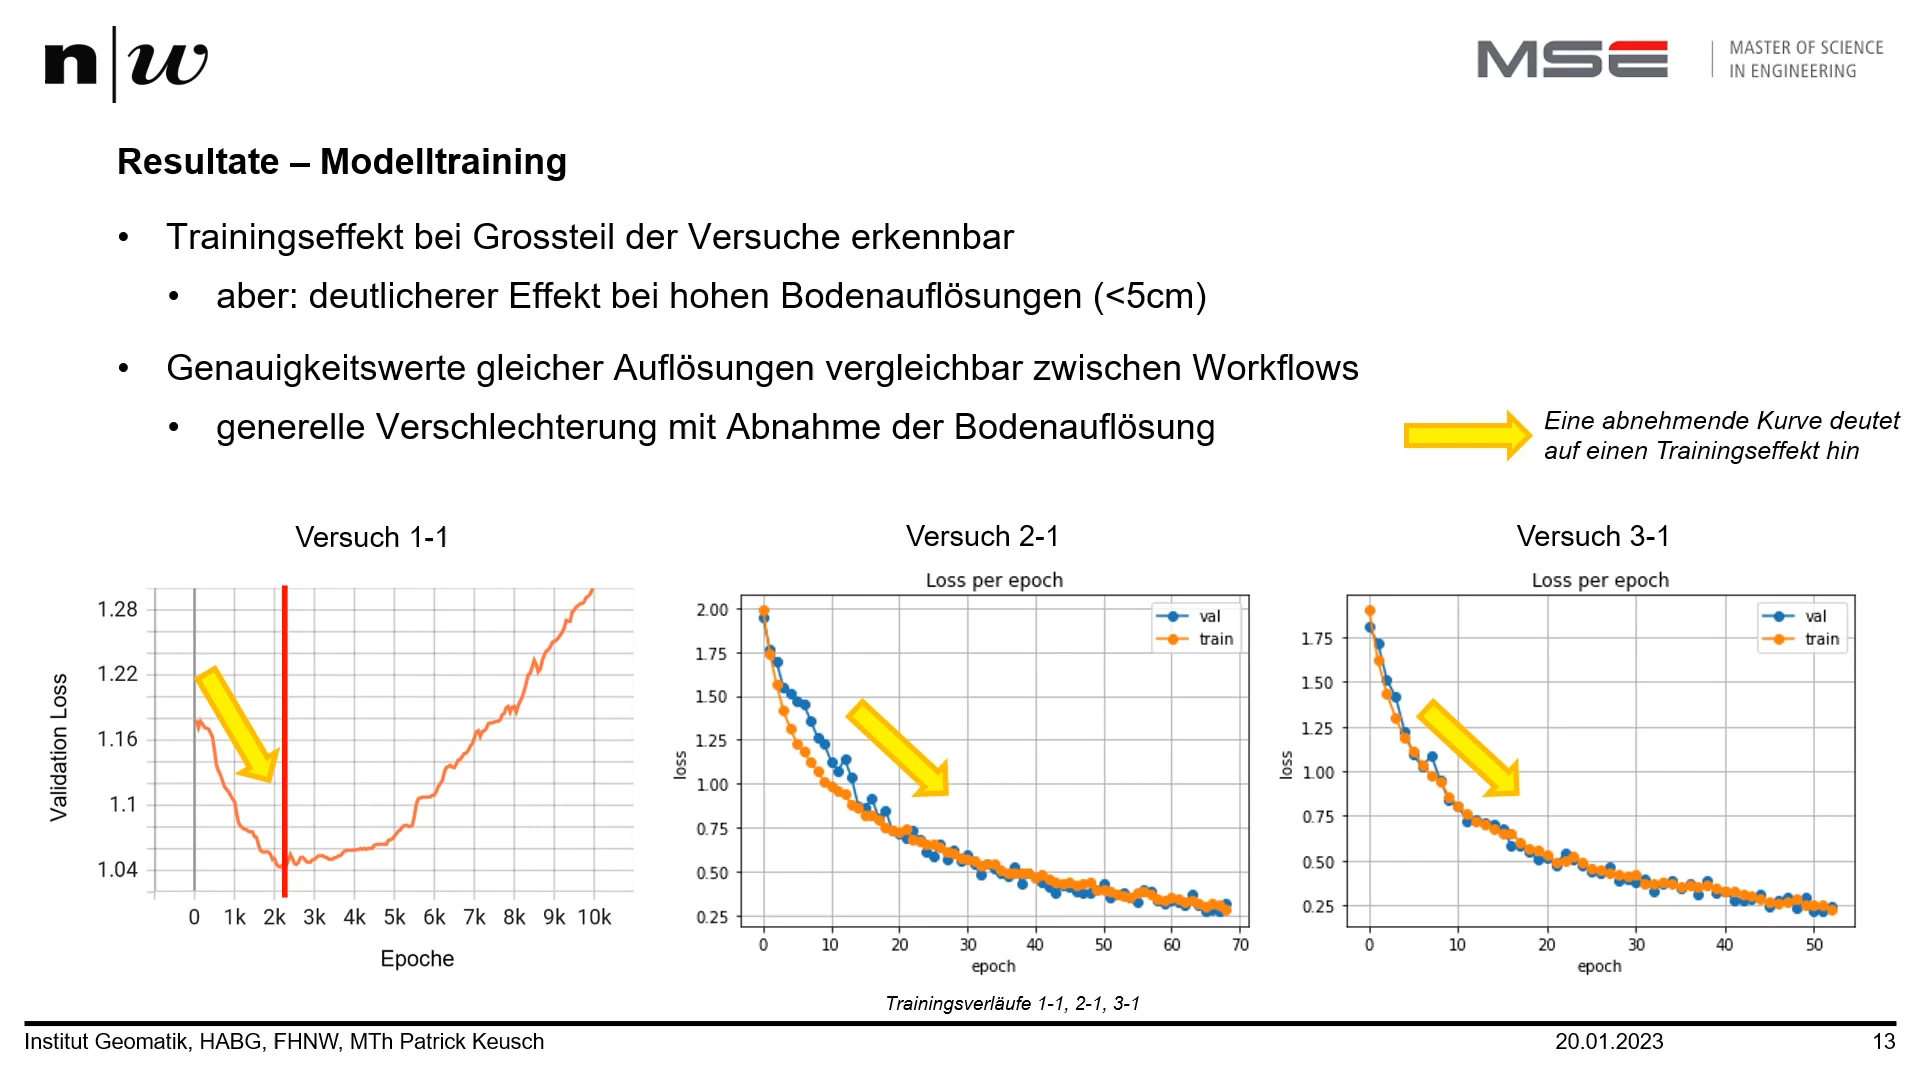 n|w
MSE
MASTER OF SCIENCE
IN ENGINEERING
Resultate – Modelltraining
• Trainingseffekt bei Grossteil der Versuche erkennbar
• aber: deutlicherer Effekt bei hohen Bodenauflösungen (<5cm)
• Genauigkeitswerte gleicher Auflösungen vergleichbar zwischen Workflows
• generelle Verschlechterung mit Abnahme der Bodenauflösung
Eine abnehmende Kurve deutet
auf einen Trainingseffekt hin
Versuch 1-1
1.28
1.22
1.16
1.1
1.04
Validation Loss
0 1k 2k 3k 4k 5k 6k 7k 8k 9k 10k
Epoche
Versuch 2-1
Loss per epoch
val
train
2.00
1.75
1.50
1.25
1.00
0.75
0.50
0.25
loss
0 10 20 30 40 50 60 70
epoch
Versuch 3-1
Loss per epoch
val
train
1.75
1.50
1.25
1.00
0.75
0.50
0.25
loss
0 10 20 30 40 50
epoch
Trainingsverläufe 1-1, 2-1, 3-1
Institut Geomatik, HABG, FHNW, MTh Patrick Keusch
20.01.2023
13